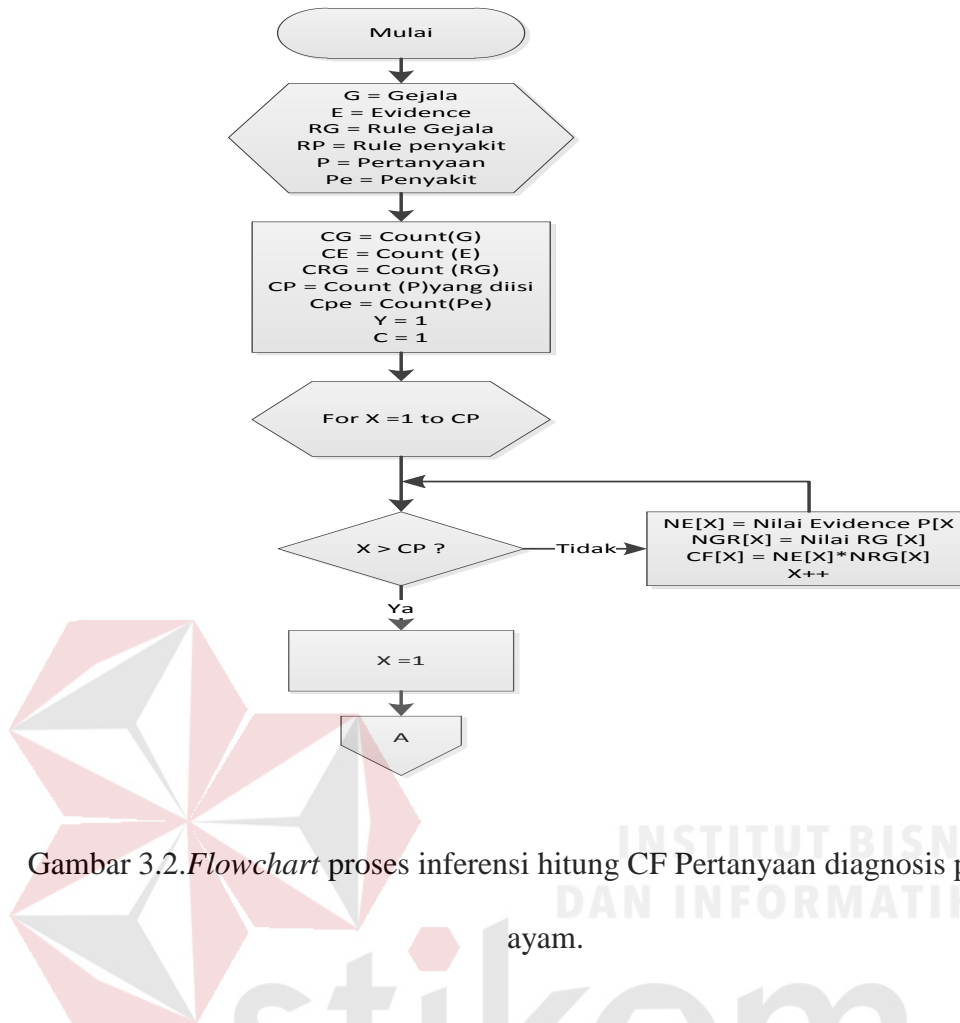 Mulai
G = Gejala
E = Evidence
RG = Rule Gejala
RP = Rule penyakit
P = Pertanyaan
Pe = Penyakit
CG = Count(G)
CE = Count (E)
CRG = Count (RG)
CP = Count (P)yang diisi
Cpe = Count(Pe)
Y = 1
C = 1
For X =1 to CP
X > CP ?
Tidak
NE[X] = Nilai Evidence P[X
NGR[X] = Nilai RG [X]
CF[X] = NE[X]*NRG[X]
X++
Ya
X =1
A
INSTITUT BISN
Gambar 3.2.Flowchart proses inferensi hitung CF Pertanyaan diagnosis p
DAN INFORMATI
ayam.
stikom